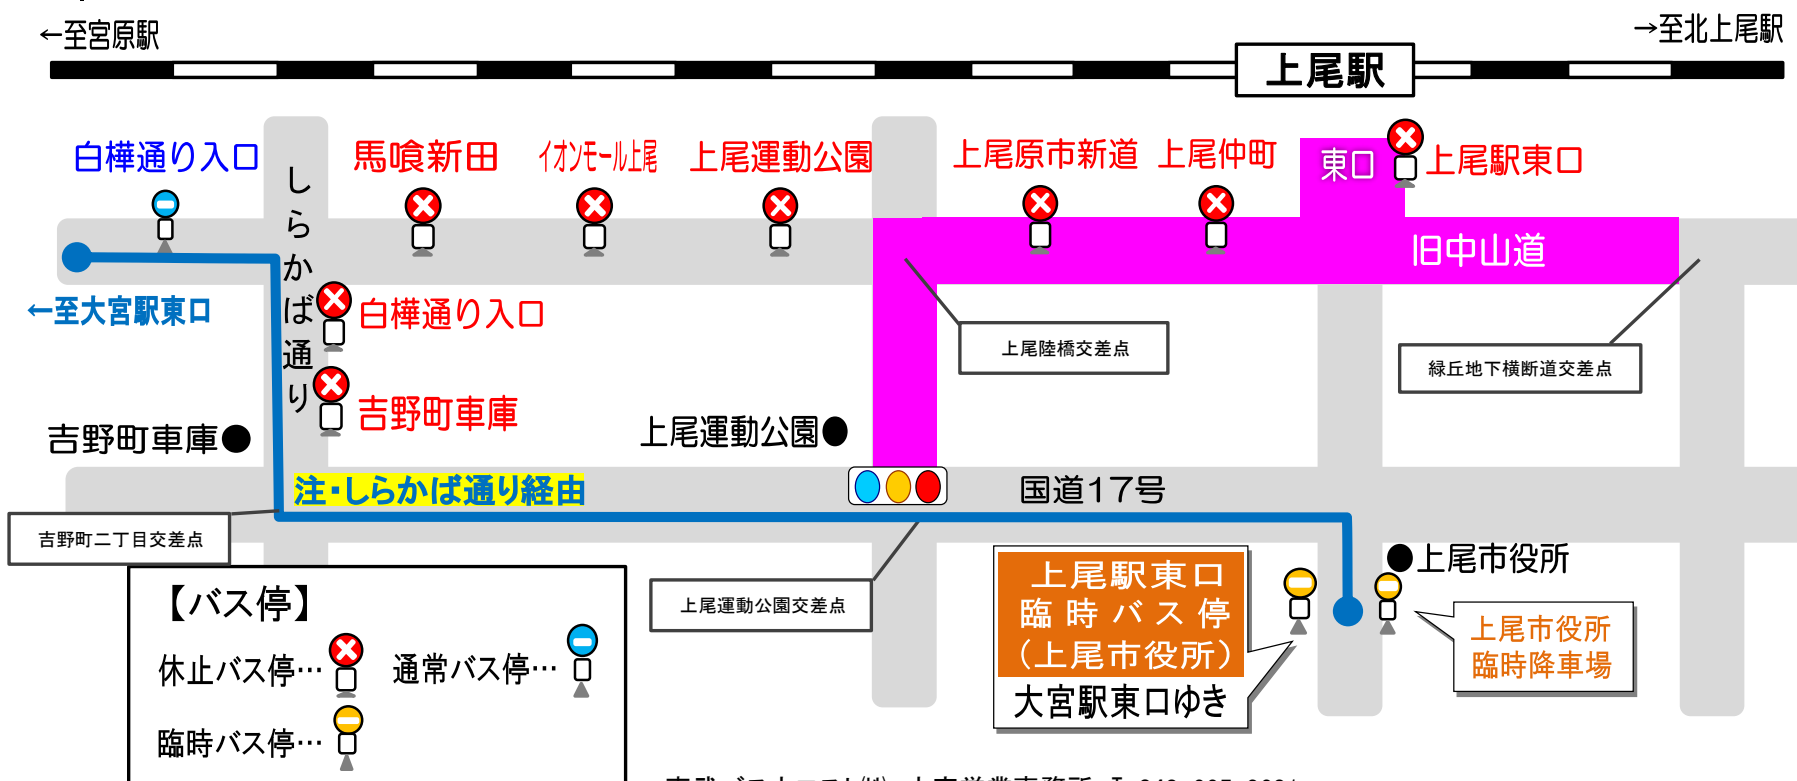 ←至宮原駅
→至北上尾駅
上尾駅
白樺通り入口
しらかば通り
馬喰新田
イオンモール上尾
上尾運動公園
上尾原市新道
上尾仲町
東口
上尾駅東口
旧中山道
←至大宮駅東口
白樺通り入口
上尾陸橋交差点
緑丘地下横断道交差点
吉野町車庫
吉野町車庫●
上尾運動公園●
注・しらかば通り経由
国道17号
吉野町二丁目交差点
上尾運動公園交差点
上尾駅東口
臨時バス停
（上尾市役所）
大宮駅東口ゆき
●上尾市役所
上尾市役所
臨時降車場
【バス停】
休止バス停…
通常バス停…
臨時バス停…